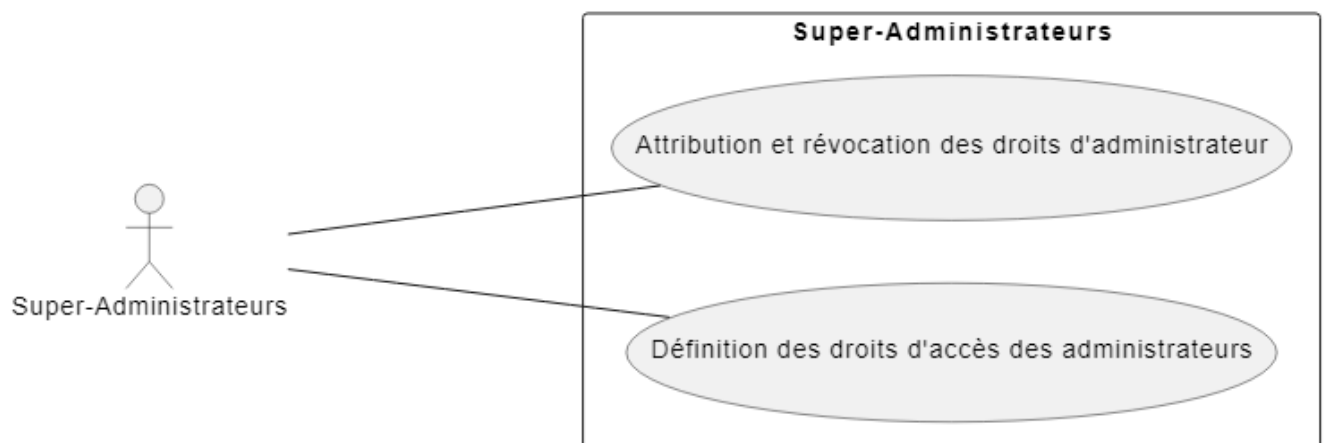 Super-Administrateurs
Attribution et révocation des droits d'administrateur
Super-Administrateurs
Définition des droits d'accès des administrateurs